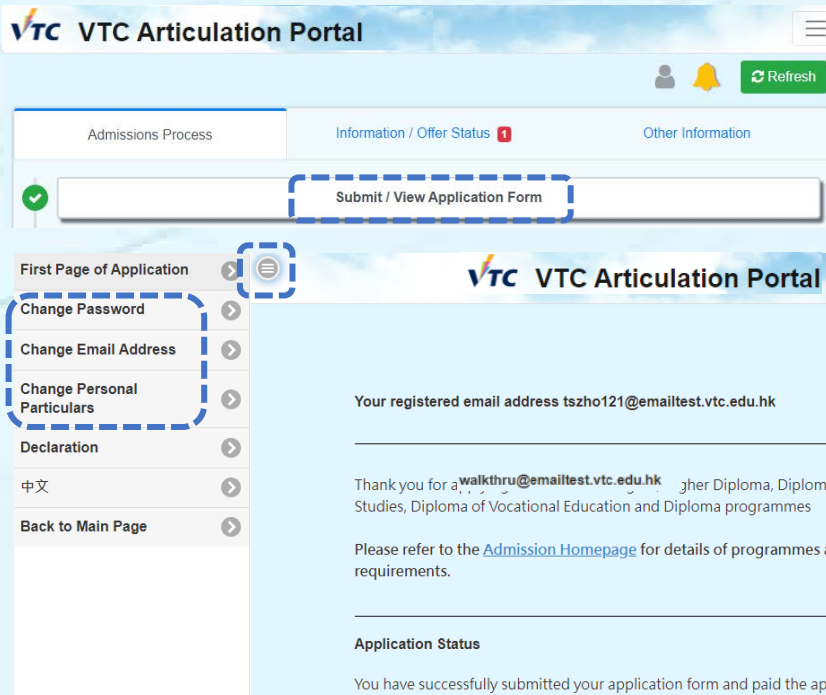 VTC VTC Articulation Portal
Refresh
Admissions Process
Information / Offer Status 1
Other Information
Submit / View Application Form
First Page of Application
VTC VTC Articulation Portal
Change Password
Change Email Address
Change Personal
Particulars
Declaration
中文
Back to Main Page
Your registered email address tszho121@emailtest.vtc.edu.hk
Thank you for
walkthru@emailtest.vtc.edu.hk
Diploma,
Studies, Diploma of Vocational Education and Diploma programmes
Please refer to the Admission Homepage for details of programmes
requirements.
Application Status
You have successfully submitted your application form and paid the